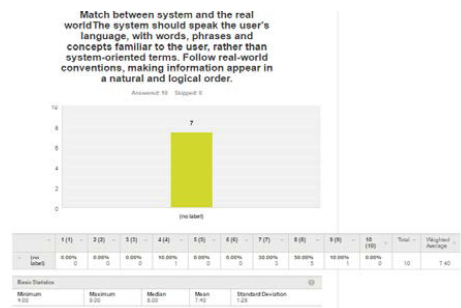 Match between system and the real
worldThe system should speak the user's
language, with words, phrases and
concepts familiar to the user, rather than
system-oriented terms. Follow real-world
conventions, making information appear in
a natural and logical order.
Answered: 10 Skipped: 0
10
8
6
4
2
0
7
(no label)
1 (1) 2 (2) 3 (3) 4 (4) 5 (5) 6 (6) 7 (7) 8 (8) 9 (9) 10 (10) Total Weighted Average
(no label) 0.00% 0.00% 0.00% 10.00% 0.00% 0.00% 30.00% 50.00% 10.00% 0.00%
0 0 0 1 0 0 3 5 1 0 10 7.40
Basic Statistics
Minimum Maximum Median Mean Standard Deviation
4.00 9.00 8.00 7.40 1.28